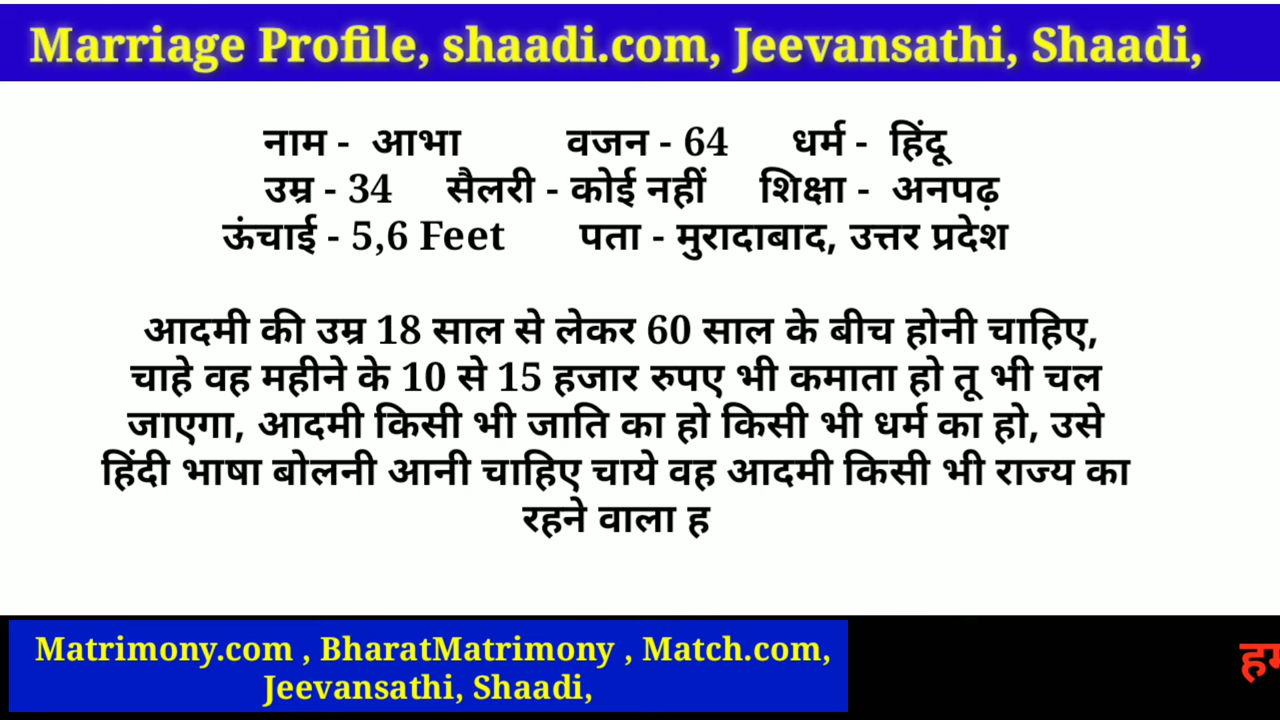 Marriage Profile, shaadi.com, Jeevansathi, Shaadi,
नाम - आभा वजन - 64 धर्म - हिंदू
उम्र - 34 सैलरी - कोई नहीं शिक्षा - अनपढ़
ऊंचाई - 5,6 Feet पता - मुरादाबाद, उत्तर प्रदेश
आदमी की उम्र 18 साल से लेकर 60 साल के बीच होनी चाहिए,
चाहे वह महीने के 10 से 15 हजार रुपए भी कमाता हो तू भी चल
जाएगा, आदमी किसी भी जाति का हो किसी भी धर्म का हो, उसे
हिंदी भाषा बोलनी आनी चाहिए चाये वह आदमी किसी भी राज्य का
रहने वाला ह
Matrimony.com , BharatMatrimony , Match.com,
Jeevansathi, Shaadi,